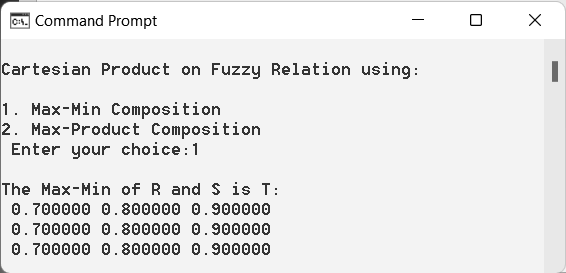 Command Prompt
Cartesian Product on Fuzzy Relation using:
1. Max-Min Composition
2. Max-Product Composition
Enter your choice:1
The Max-Min of R and S is T:
0.700000 0.800000 0.900000
0.700000 0.800000 0.900000
0.700000 0.800000 0.900000